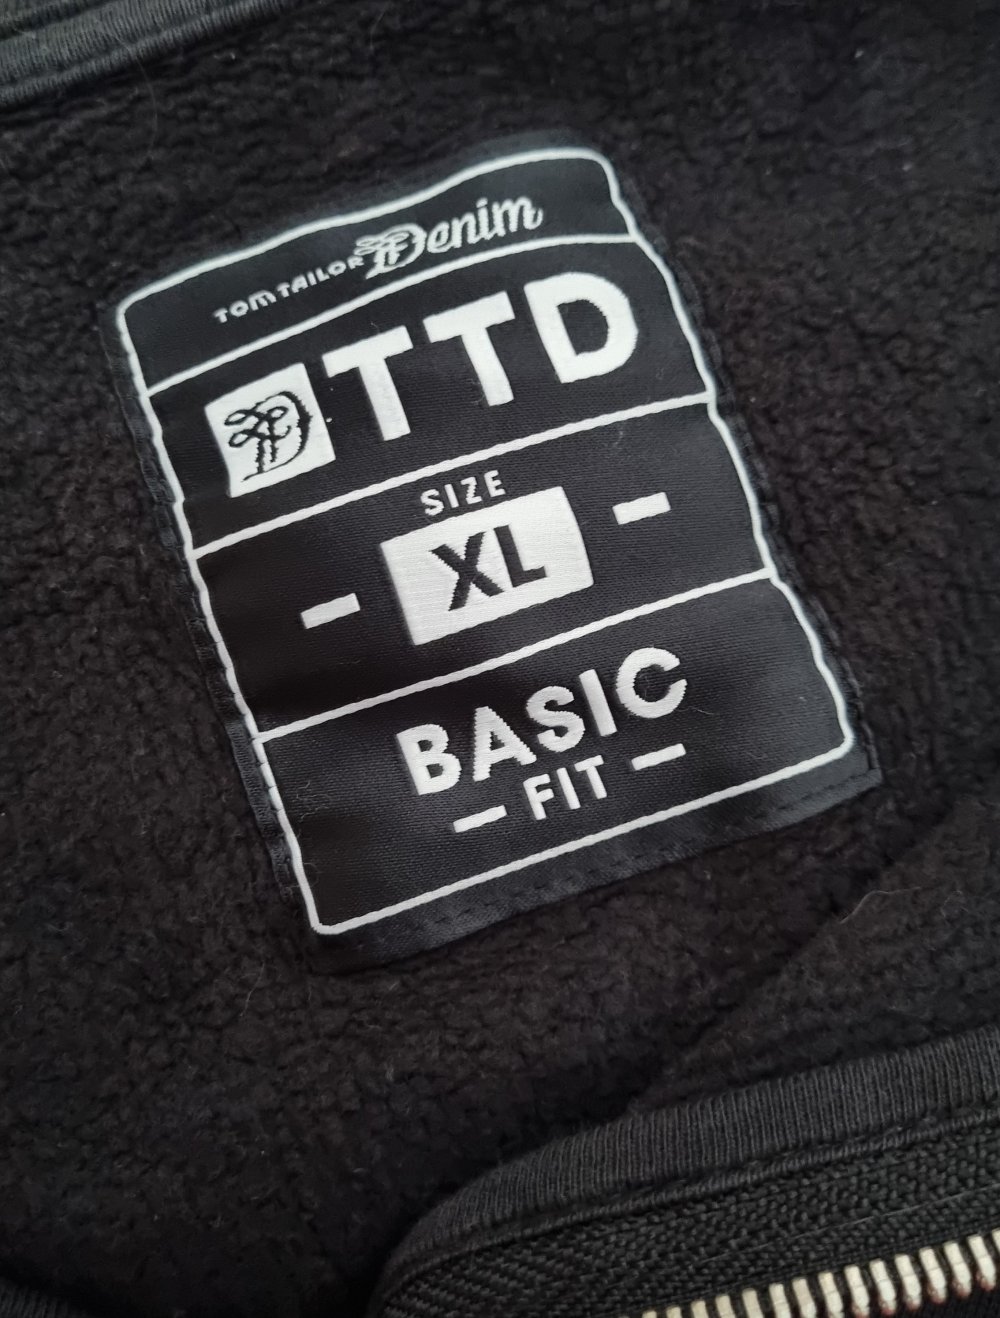 TOM TAILOR Denim
TTD
SIZE
- XL -
BASIC
- FIT -